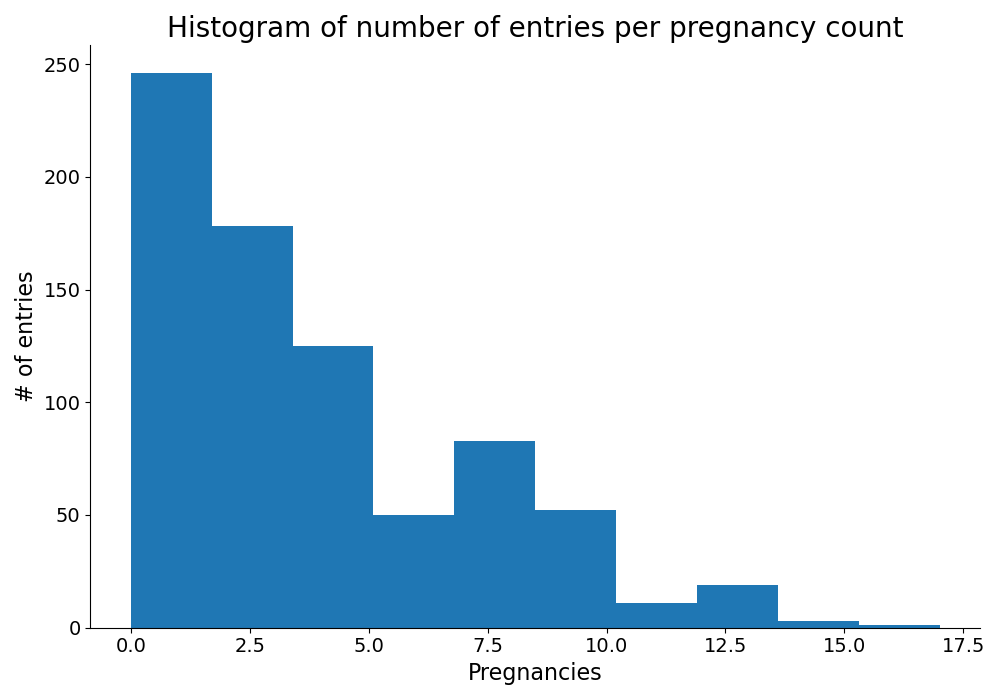 Histogram of number of entries per pregnancy count
250
200
150
100
50
0
# of entries
0.0 2.5 5.0 7.5 10.0 12.5 15.0 17.5
Pregnancies